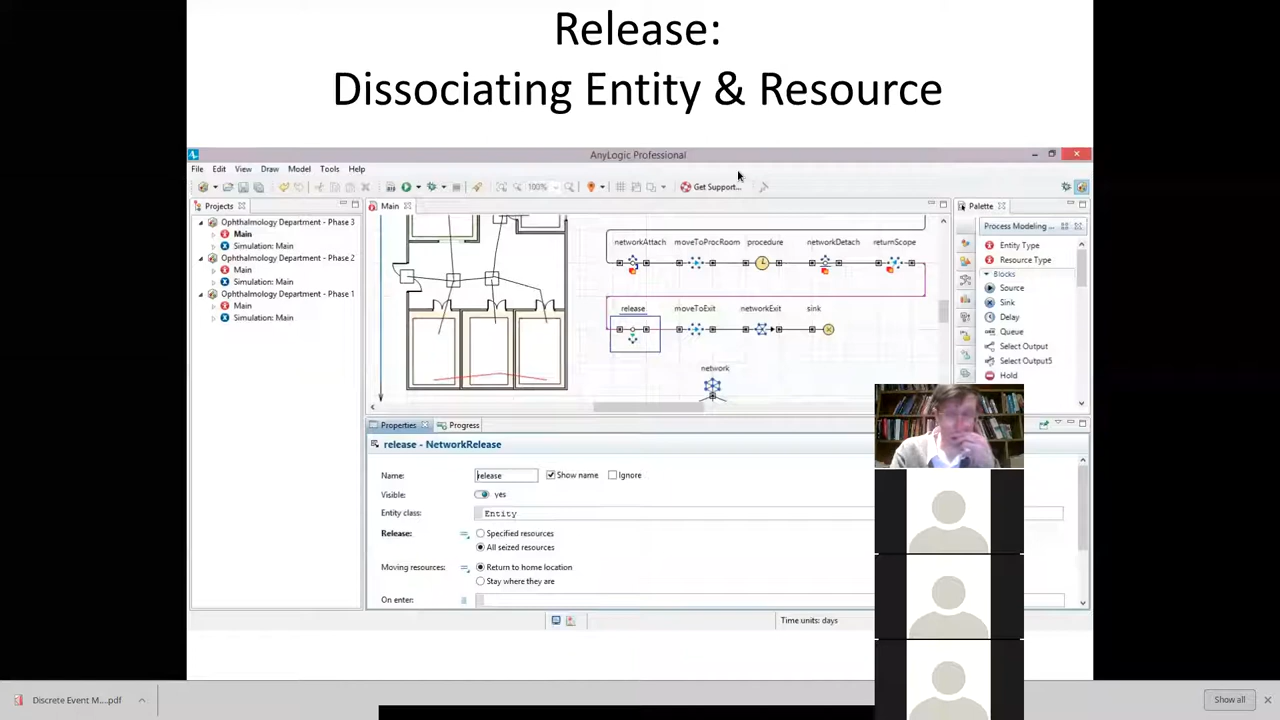 Release:
Dissociating Entity & Resource
AnyLogic Professional
File Edit View Draw Model Tools Help
100%
Get Support...
Projects
Main
Palette
Ophthalmology Department - Phase 3
Main
Simulation: Main
Ophthalmology Department - Phase 2
Main
Simulation: Main
Ophthalmology Department - Phase 1
Main
Simulation: Main
networkAttach moveToProcRoom procedure networkDetach returnScope
release moveToExit networkExit sink
network
Process Modeling ...
Entity Type
Resource Type
Blocks
Source
Sink
Delay
Queue
Select Output
Select Output5
Hold
Properties Progress
release - NetworkRelease
Name: release Show name Ignore
Visible: yes
Entity class: Entity
Release: Specified resources
All seized resources
Moving resources: Return to home location
Stay where they are
On enter:
Time units: days
Discrete Event M....pdf
Show all